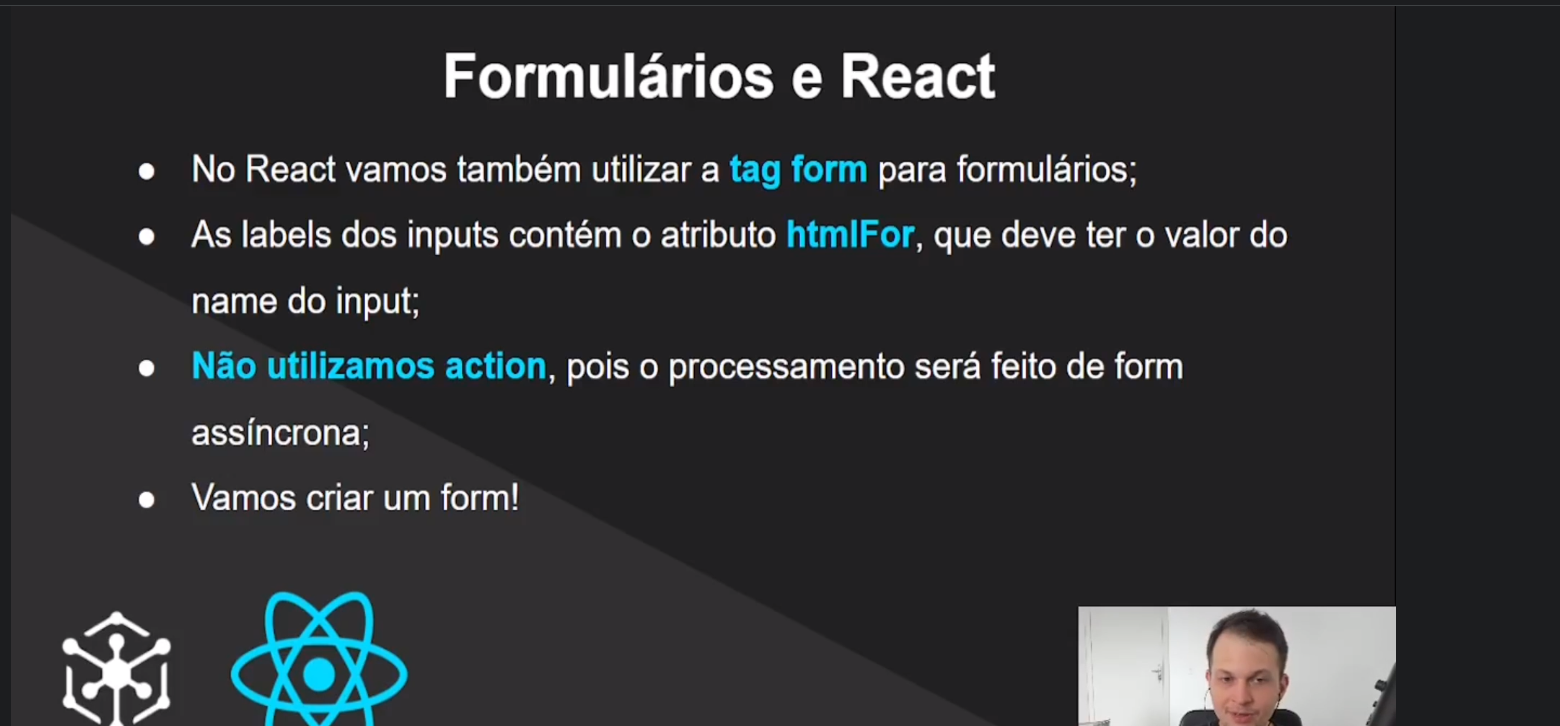 Formulários e React
● No React vamos também utilizar a tag form para formulários;
● As labels dos inputs contém o atributo htmlFor, que deve ter o valor do
name do input;
● Não utilizamos action, pois o processamento será feito de form
assíncrona;
● Vamos criar um form!